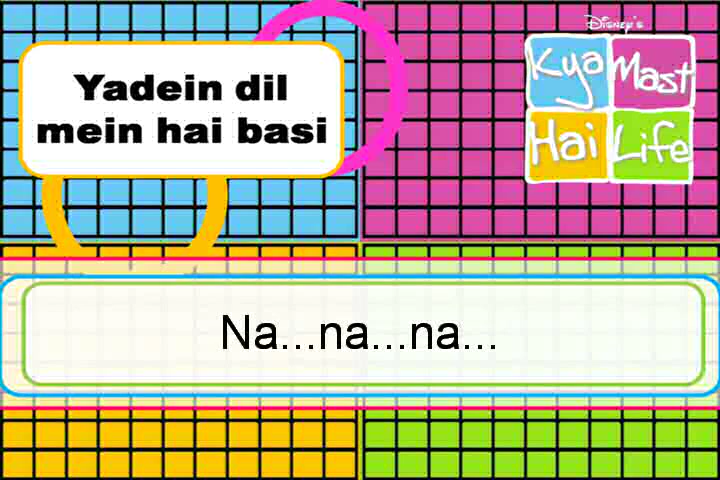 Yadein dil
mein hai basi
DISNEY'S
Kya Mast
Hai Life
Na...na...na...